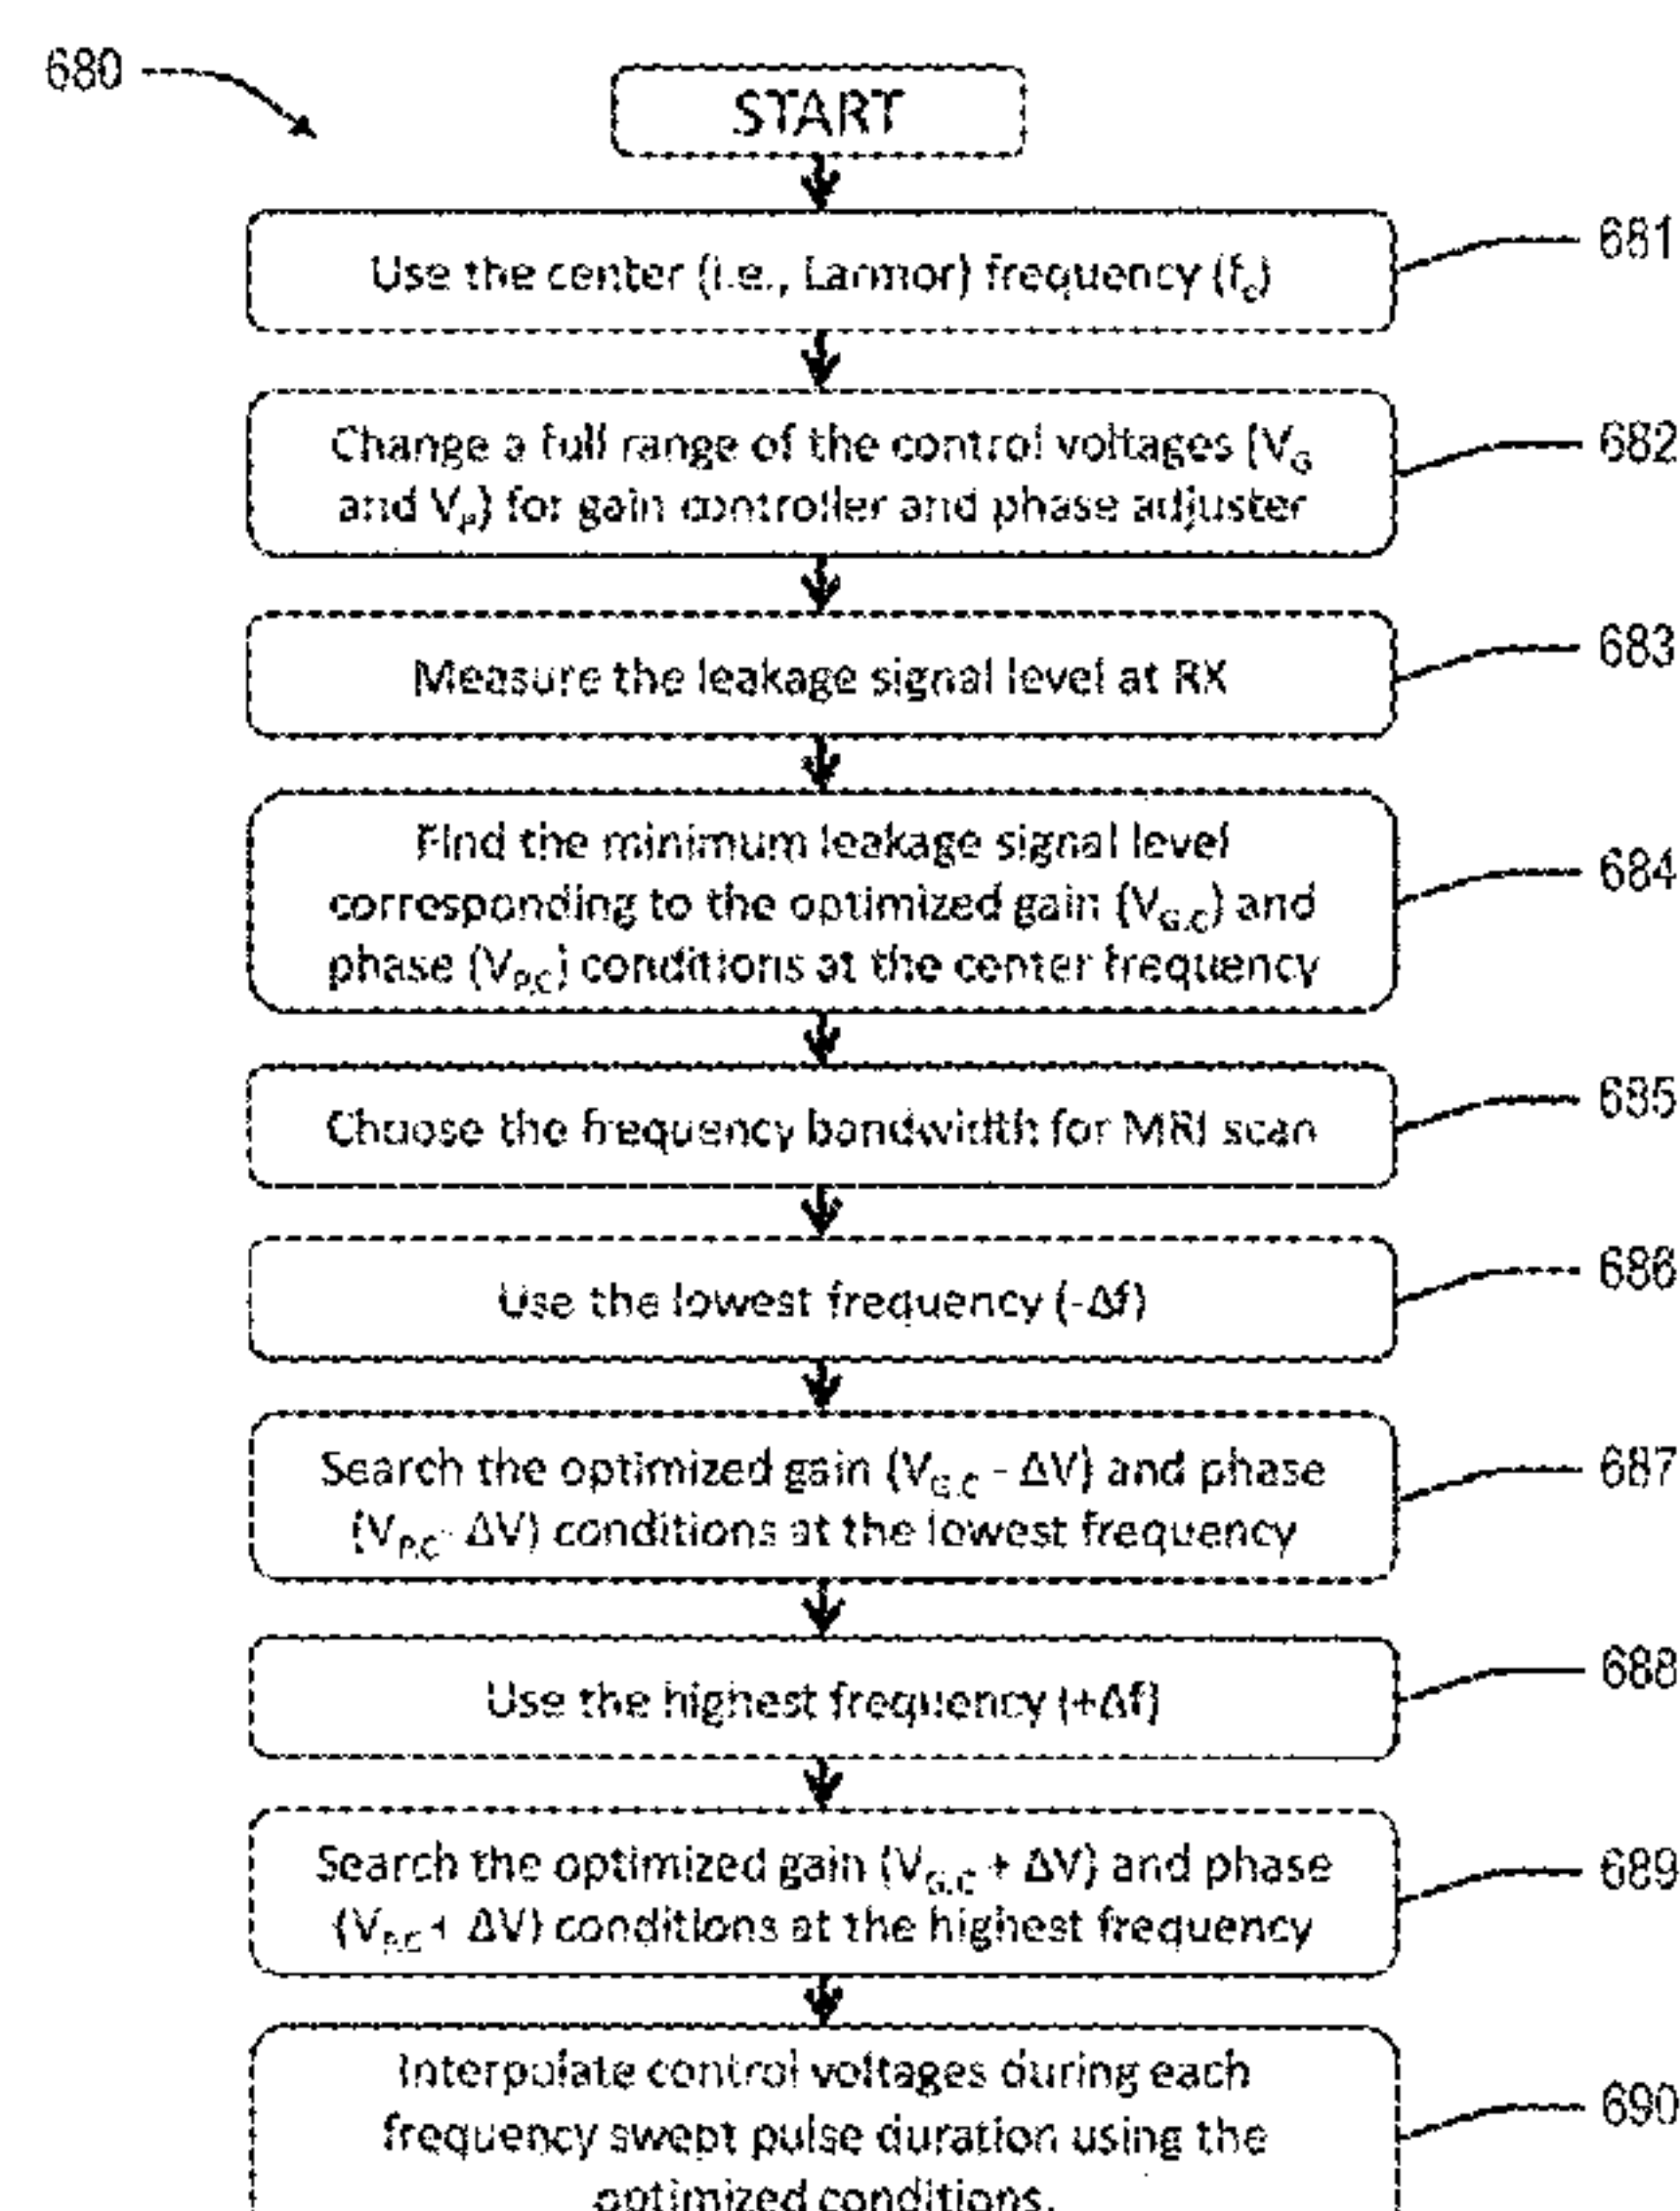 680
START
Use the center (i.e., Larmor) frequency (fc)
681
Change a full range of the control voltages (VG
and VP) for gain controller and phase adjuster
682
Measure the leakage signal level at RX
683
Find the minimum leakage signal level
corresponding to the optimized gain (VG.C) and
phase (VP.C) conditions at the center frequency
684
Choose the frequency bandwidth for MRI scan
685
Use the lowest frequency (-Δf)
686
Search the optimized gain (VG.C - ΔV) and phase
(VP.C - ΔV) conditions at the lowest frequency
687
Use the highest frequency (+Δf)
688
Search the optimized gain (VG.C + ΔV) and phase
(VP.C + ΔV) conditions at the highest frequency
689
Interpolate control voltages during each
frequency swept pulse duration using the
optimized conditions.
690